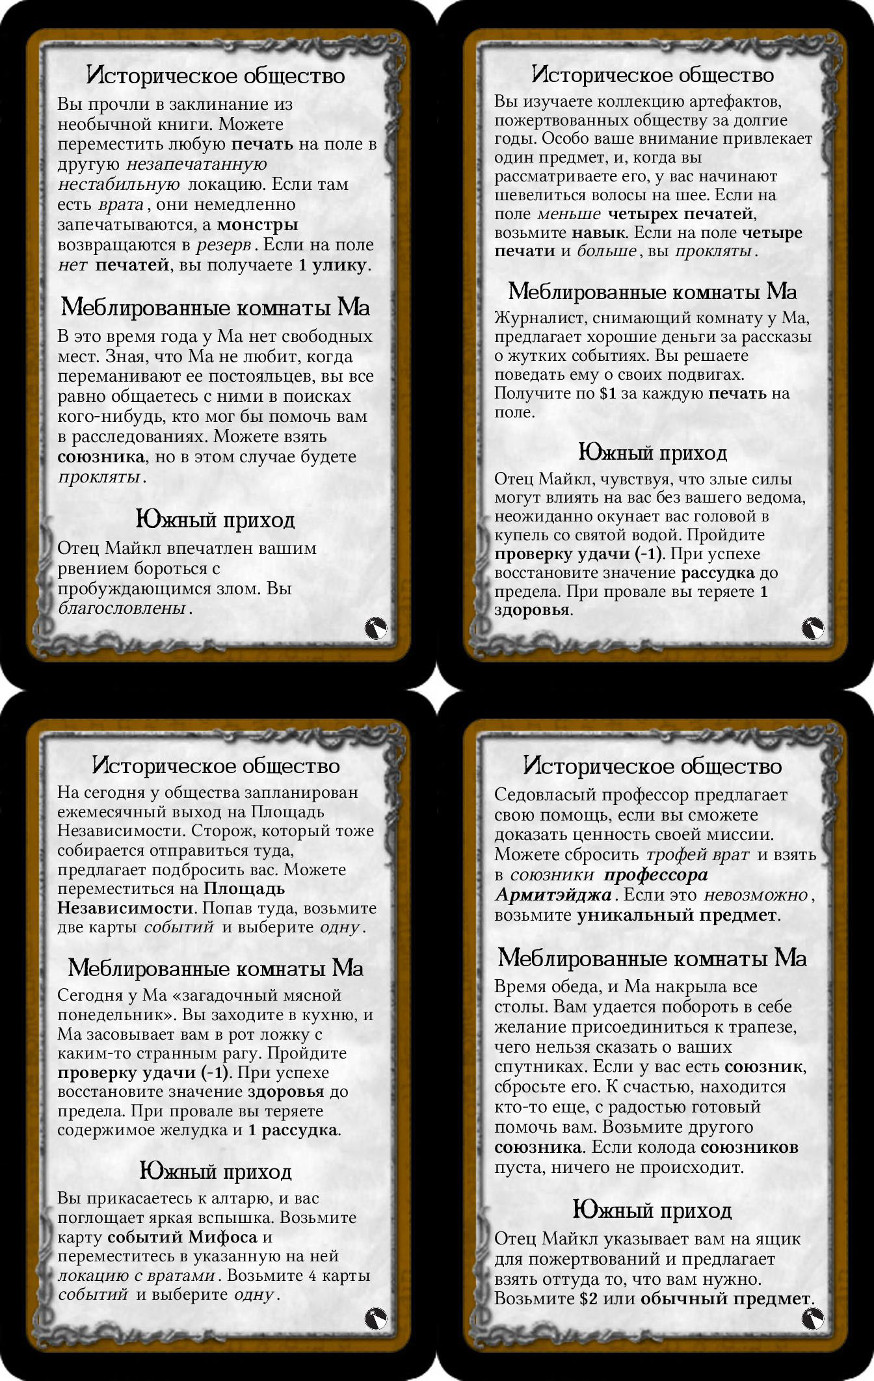 Историческое общество
Вы прочли в заклинание из
необычной книги. Можете
переместить любую печать на поле в
другую незапечатанную
нестабильную локацию. Если там
есть врата, они немедленно
запечатываются, а монстры
возвращаются в резерв. Если на поле
нет печатей, вы получаете 1 улику.
Меблированные комнаты Ма
В это время года у Ма нет свободных
мест. Зная, что Ма не любит, когда
переманивают ее постояльцев, вы все
равно общаетесь с ними в поисках
кого-нибудь, кто мог бы помочь вам
в расследованиях. Можете взять
союзника, но в этом случае будете
прокляты.
Южный приход
Отец Майкл впечатлен вашим
рвением бороться с
пробуждающимся злом. Вы
благословлены.
Историческое общество
Вы изучаете коллекцию артефактов,
пожертвованных обществу за долгие
годы. Особо ваше внимание привлекает
один предмет, и, когда вы
рассматриваете его, у вас начинают
шевелиться волосы на шее. Если на
поле меньше четырех печатей,
возьмите навык. Если на поле четыре
печати и больше, вы прокляты.
Меблированные комнаты Ма
Журналист, снимающий комнату у Ма,
предлагает хорошие деньги за рассказы
о жутких событиях. Вы решаете
поведать ему о своих подвигах.
Получите по $1 за каждую печать на
поле.
Южный приход
Отец Майкл, чувствуя, что злые силы
могут влиять на вас без вашего ведома,
неожиданно окунает вас головой в
купель со святой водой. Пройдите
проверку удачи (-1). При успехе
восстановите значение рассудка до
предела. При провале вы теряете 1
здоровья.
Историческое общество
На сегодня у общества запланирован
ежемесячный выход на Площадь
Независимости. Сторож, который тоже
собирается отправиться туда,
предлагает подбросить вас. Можете
переместиться на Площадь
Независимости. Попав туда, возьмите
две карты событий и выберите одну.
Меблированные комнаты Ма
Сегодня у Ма «загадочный мясной
понедельник». Вы заходите в кухню, и
Ма засовывает вам в рот ложку с
каким-то странным рагу. Пройдите
проверку удачи (-1). При успехе
восстановите значение здоровья до
предела. При провале вы теряете
содержимое желудка и 1 рассудка.
Южный приход
Вы прикасаетесь к алтарю, и вас
поглощает яркая вспышка. Возьмите
карту событий Мифоса и
переместитесь в указанную на ней
локацию с вратами. Возьмите 4 карты
событий и выберите одну.
Историческое общество
Седовласый профессор предлагает
свою помощь, если вы сможете
доказать ценность своей миссии.
Можете сбросить трофей врат и взять
в союзники профессора
Армитэйджа. Если это невозможно,
возьмите уникальный предмет.
Меблированные комнаты Ма
Время обеда, и Ма накрыла все
столы. Вам удается побороть в себе
желание присоединиться к трапезе,
чего нельзя сказать о ваших
спутниках. Если у вас есть союзник,
сбросьте его. К счастью, находится
кто-то еще, с радостью готовый
помочь вам. Возьмите другого
союзника. Если колода союзников
пуста, ничего не происходит.
Южный приход
Отец Майкл указывает вам на ящик
для пожертвований и предлагает
взять оттуда то, что вам нужно.
Возьмите $2 или обычный предмет.